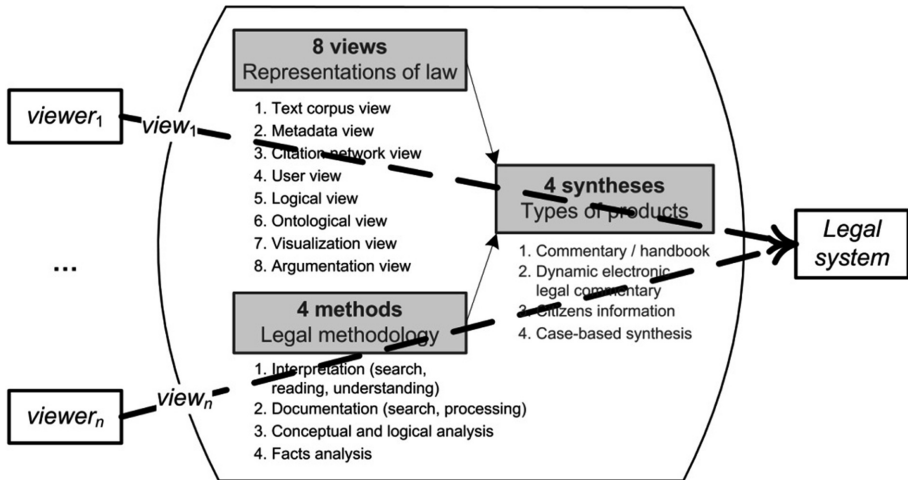 8 views
Representations of law
1. Text corpus view
2. Metadata view
3. Citation network view
4. User view
5. Logical view
6. Ontological view
7. Visualization view
8. Argumentation view
viewer1
view1
...
viewern
viewn
4 methods
Legal methodology
1. Interpretation (search,
reading, understanding)
2. Documentation (search, processing)
3. Conceptual and logical analysis
4. Facts analysis
4 syntheses
Types of products
1. Commentary / handbook
2. Dynamic electronic
legal commentary
3. Citizens information
4. Case-based synthesis
Legal
system